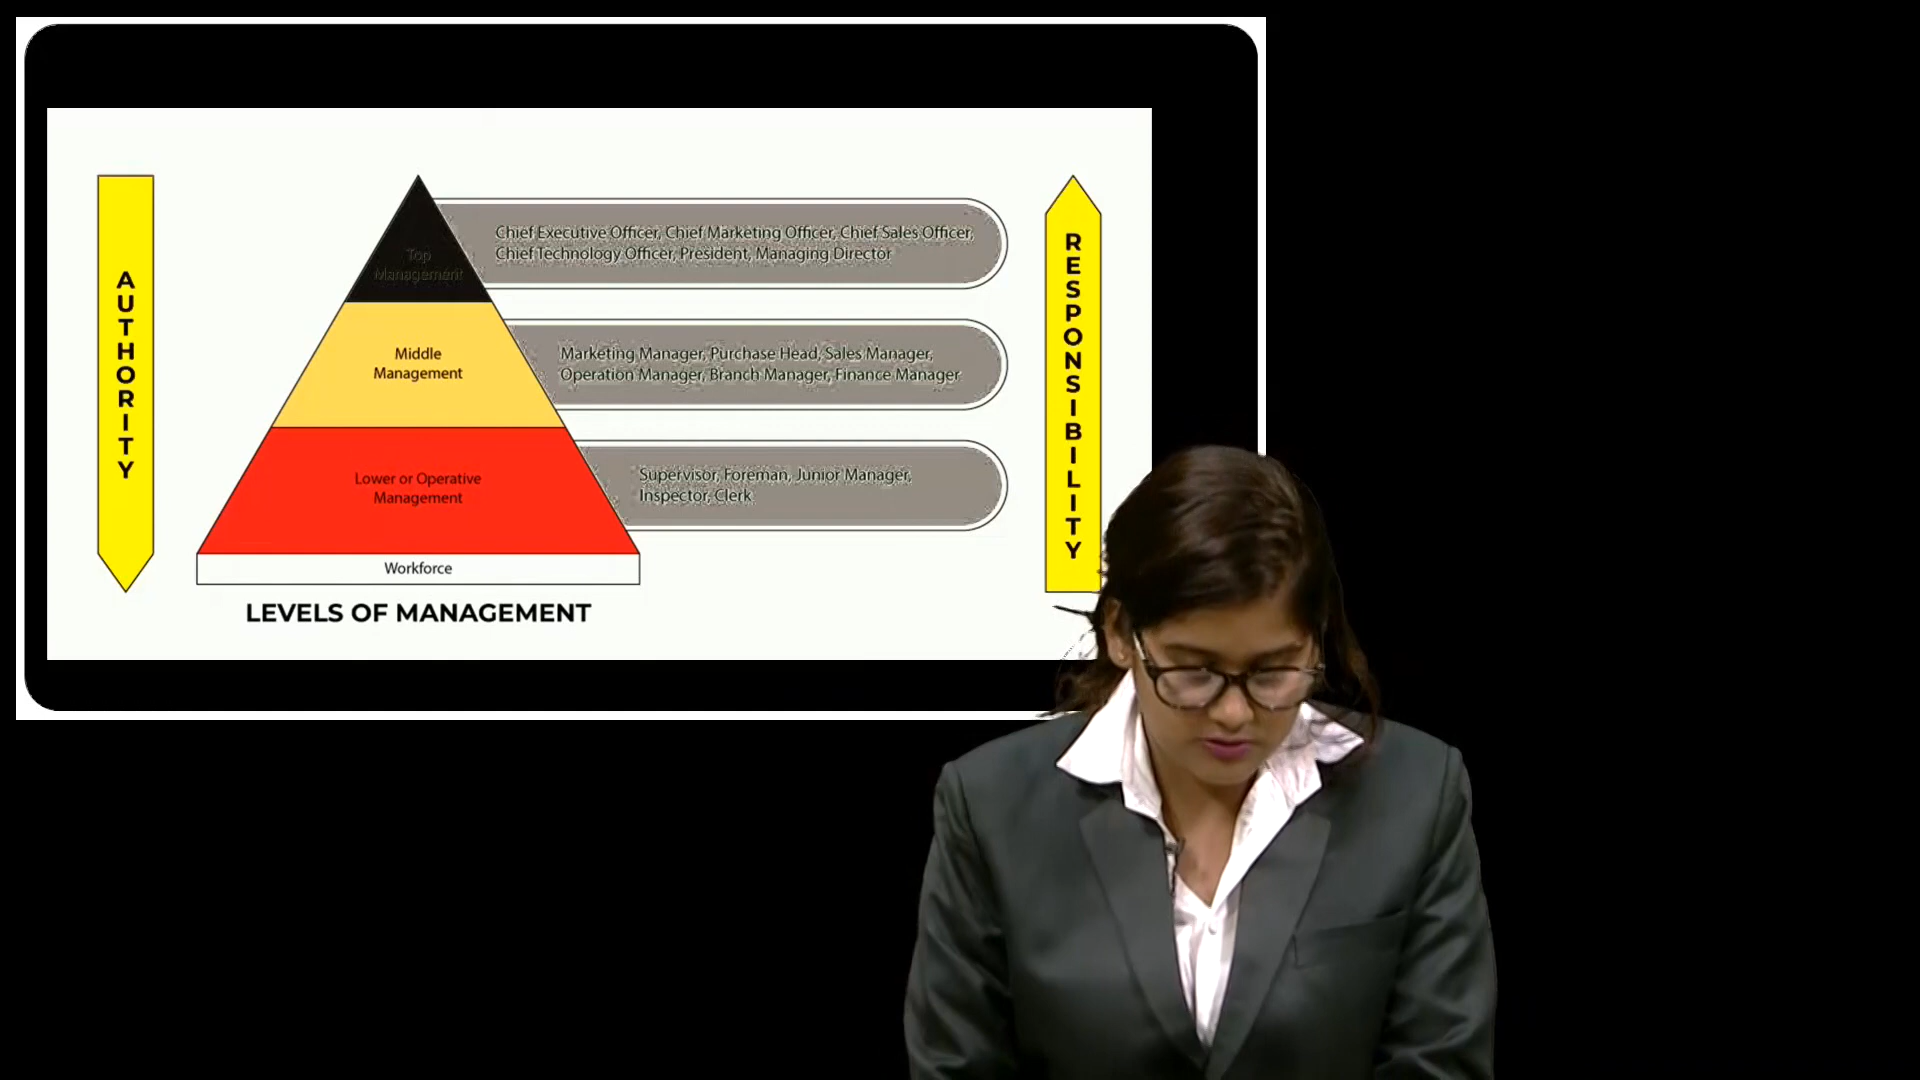 AUTHORITY
Top
Management
Chief Executive Officer, Chief Marketing Officer, Chief Sales Officer,
Chief Technology Officer, President, Managing Director
Middle
Management
Marketing Manager, Purchase Head, Sales Manager,
Operation Manager, Branch Manager, Finance Manager
Lower or Operative
Management
Supervisor, Foreman, Junior Manager,
Inspector, Clerk
Workforce
LEVELS OF MANAGEMENT
RESPONSIBILITY